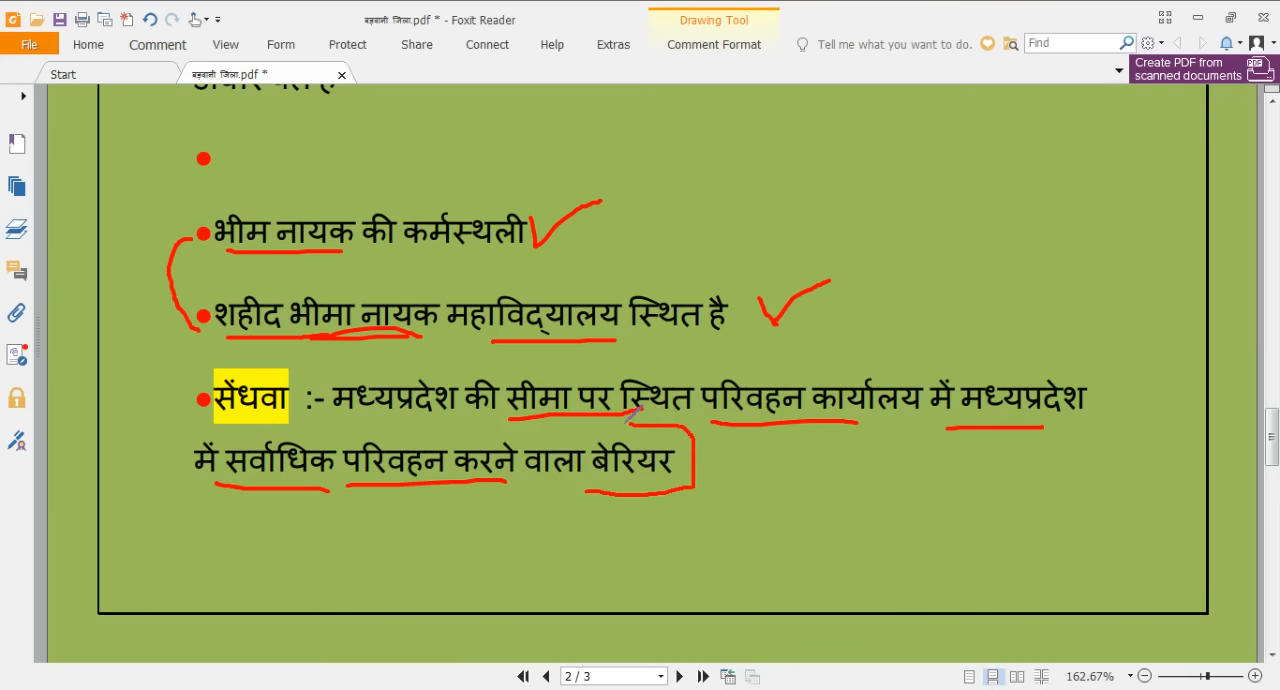 बड़वानी जिला.pdf * - Foxit Reader
Drawing Tool
File Home Comment View Form Protect Share Connect Help Extras Comment Format Tell me what you want to do. Find
Start
बड़वानी जिला.pdf *
Create PDF from
scanned documents
भीम नायक की कर्मस्थली
शहीद भीमा नायक महाविद्यालय स्थित है
सेंधवा :- मध्यप्रदेश की सीमा पर स्थित परिवहन कार्यालय में मध्यप्रदेश
में सर्वाधिक परिवहन करने वाला बेरियर
2 / 3
162.67%